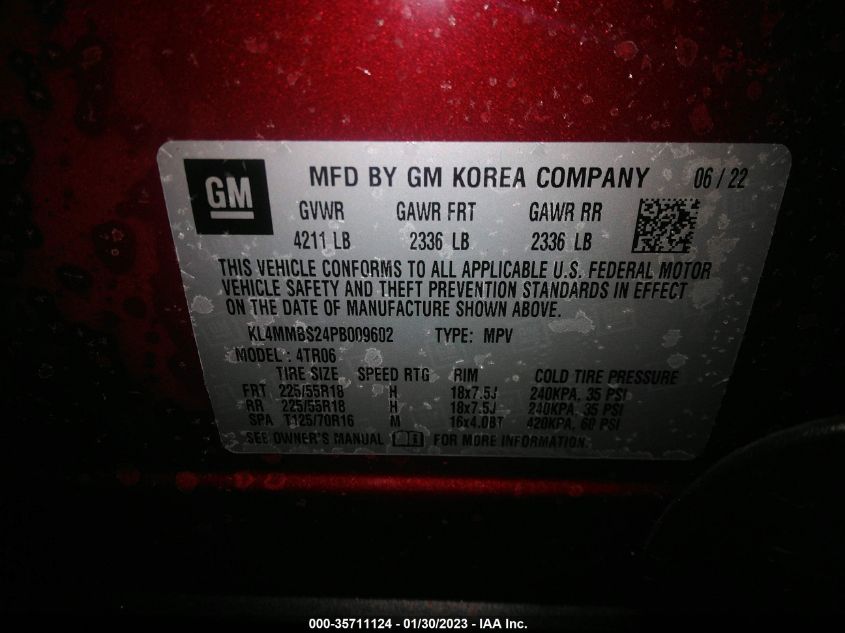 GM MFD BY GM KOREA COMPANY 06 / 22
GVWR GAWR FRT GAWR RR
4211 LB 2336 LB 2336 LB
THIS VEHICLE CONFORMS TO ALL APPLICABLE U.S. FEDERAL MOTOR
VEHICLE SAFETY AND THEFT PREVENTION STANDARDS IN EFFECT
ON THE DATE OF MANUFACTURE SHOWN ABOVE.
KL4MMBS24PB009602 TYPE: MPV
MODEL : 4TR06
TIRE SIZE SPEED RTG RIM COLD TIRE PRESSURE
FRT 225/55R18 H 18x7.5J 240KPA, 35 PSI
RR 225/55R18 H 18x7.5J 240KPA, 35 PSI
SPA T125/70R16 M 16x4.0BT 420KPA, 60 PSI
SEE OWNER'S MANUAL FOR MORE INFORMATION.
000-35711124 - 01/30/2023 - IAA Inc.